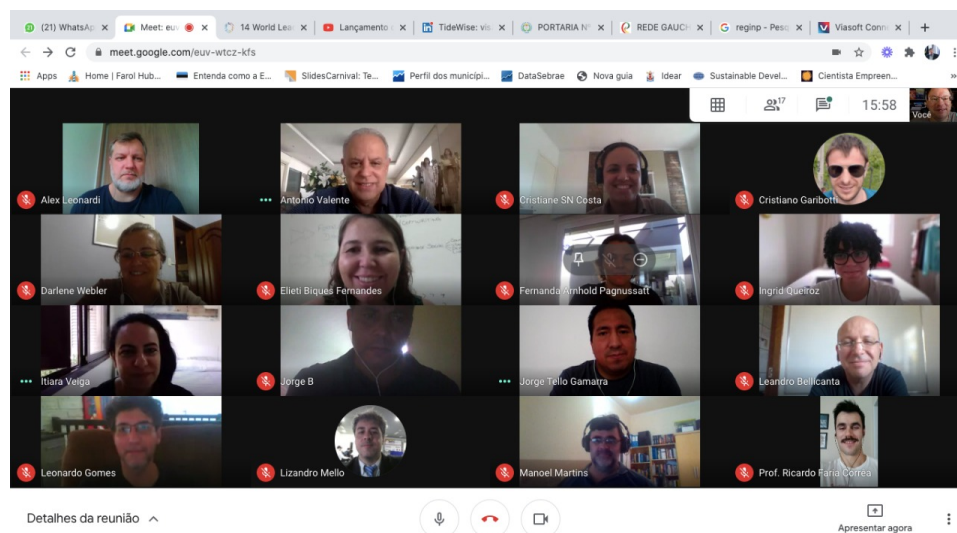 (21) WhatsAp
Meet: euv
14 World Lea
Lançamento
TideWise: vis
PORTARIA Nº
REDE GAUCH
reginp - Pesq
Viasoft Conn
meet.google.com/euv-wtcz-kfs
Apps
Home | Farol Hub...
Entenda como a E...
SlidesCarnival: Te...
Perfil dos municípi...
DataSebrae
Nova guia
Idear
Sustainable Devel...
Cientista Empreen...
17
15:58
Você
Alex Leonardi
Antonio Valente
Cristiane SN Costa
Cristiano Garibotti
Darlene Webler
Elieti Biques Fernandes
Fernanda Arnhold Pagnussatt
Ingrid Queiroz
Itiara Veiga
Jorge B
Jorge Tello Gamarra
Leandro Bellicanta
Leonardo Gomes
Lizandro Mello
Manoel Martins
Prof. Ricardo Faria Corrêa
Detalhes da reunião
Apresentar agora